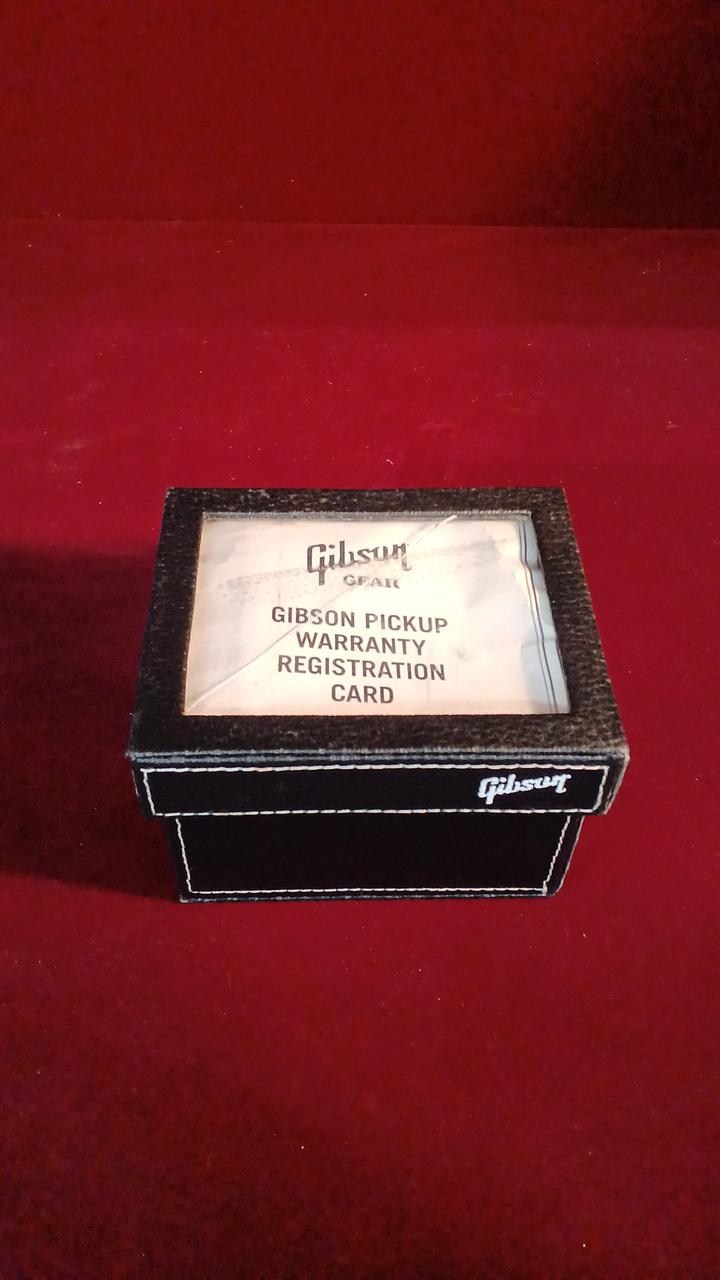 Gibson
GEAR
GIBSON PICKUP
WARRANTY
REGISTRATION
CARD
Gibson